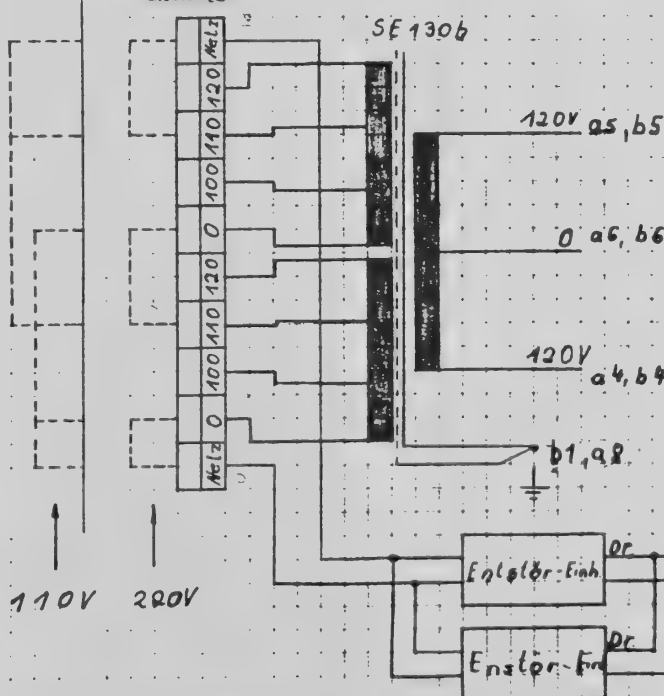 SE 130b
Netz
120
110
100
0
120
110
100
0
Netz
120V a5, b5
0 a6, b6
120V
a4, b4
b1, a8
110V 220V
Entstör-Einh.
Dr.
Enstör-Ein
Dr.